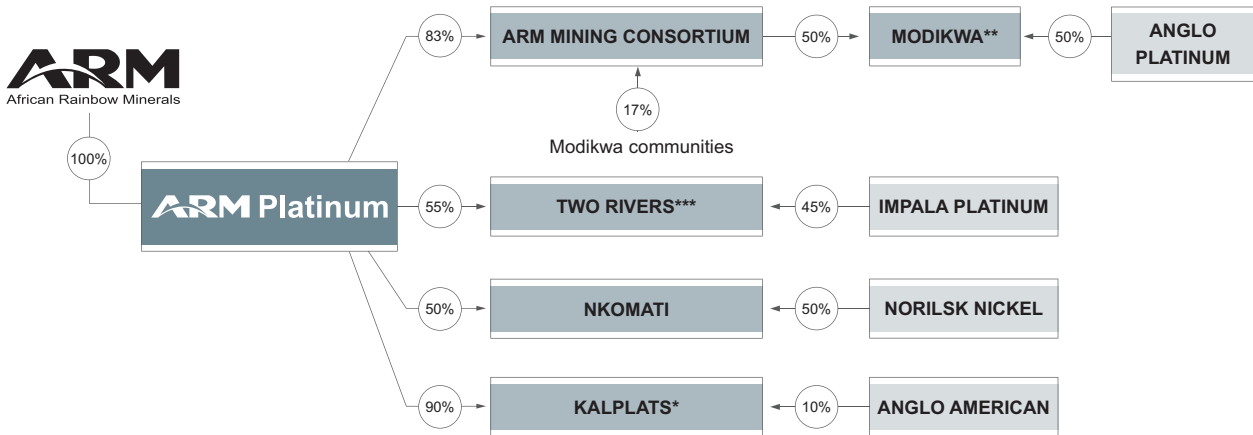 ARM
African Rainbow Minerals
100%
ARM Platinum
83%
ARM MINING CONSORTIUM
50%
MODIKWA**
50%
ANGLO
PLATINUM
17%
Modikwa communities
55%
TWO RIVERS***
45%
IMPALA PLATINUM
50%
NKOMATI
50%
NORILSK NICKEL
90%
KALPLATS*
10%
ANGLO AMERICAN